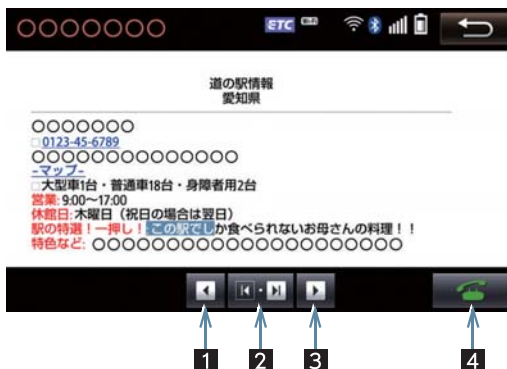 ○○○○○○○ ETC
道の駅情報
愛知県
○○○○○○○
0123-45-6789
○○○○○○○○○○○○○○
-マップ-
大型車1台・普通車18台・身障者用2台
営業: 9:00～17:00
休館日: 木曜日（祝日の場合は翌日）
駅の特選！一押し！: この駅でしか食べられないお母さんの料理！！
特色など: ○○○○○○○○○○○○○○○○○○○○○
1 2 3 4